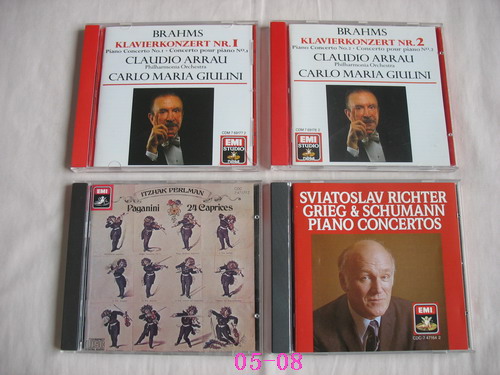 BRAHMS
KLAVIERKONZERT NR.1
Piano Concerto No.1 - Concerto pour piano No.1
CLAUDIO ARRAU
Philharmonia Orchestra
CARLO MARIA GIULINI
EMI
STUDIO
BRAHMS
KLAVIERKONZERT NR.2
Piano Concerto No.2 - Concerto pour piano No.2
CLAUDIO ARRAU
Philharmonia Orchestra
CARLO MARIA GIULINI
EMI
STUDIO
EMI
ITZHAK PERLMAN
Paganini 24 Caprices
SVIATOSLAV RICHTER
GRIEG & SCHUMANN
PIANO CONCERTOS
EMI
05-08